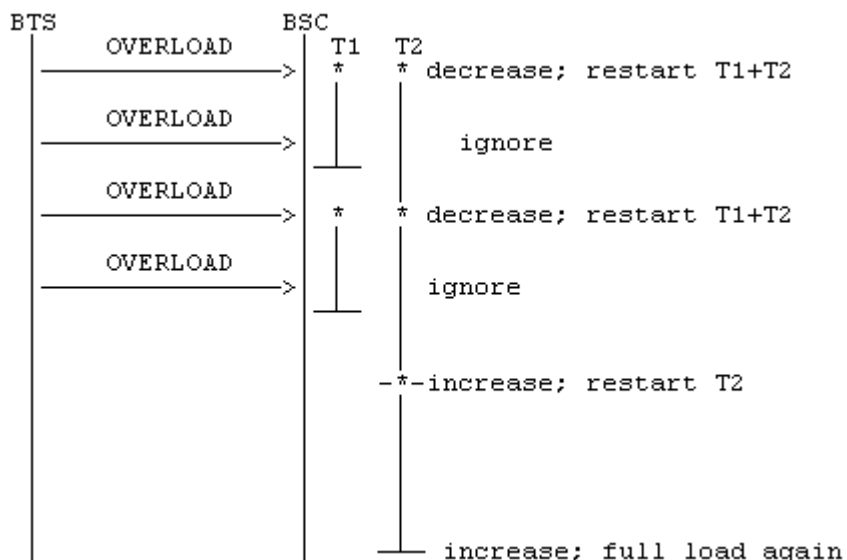 BTS BSC
OVERLOAD T1 T2
* * decrease; restart T1+T2
OVERLOAD
ignore
OVERLOAD
* * decrease; restart T1+T2
OVERLOAD
ignore
-*-increase; restart T2
increase; full load again